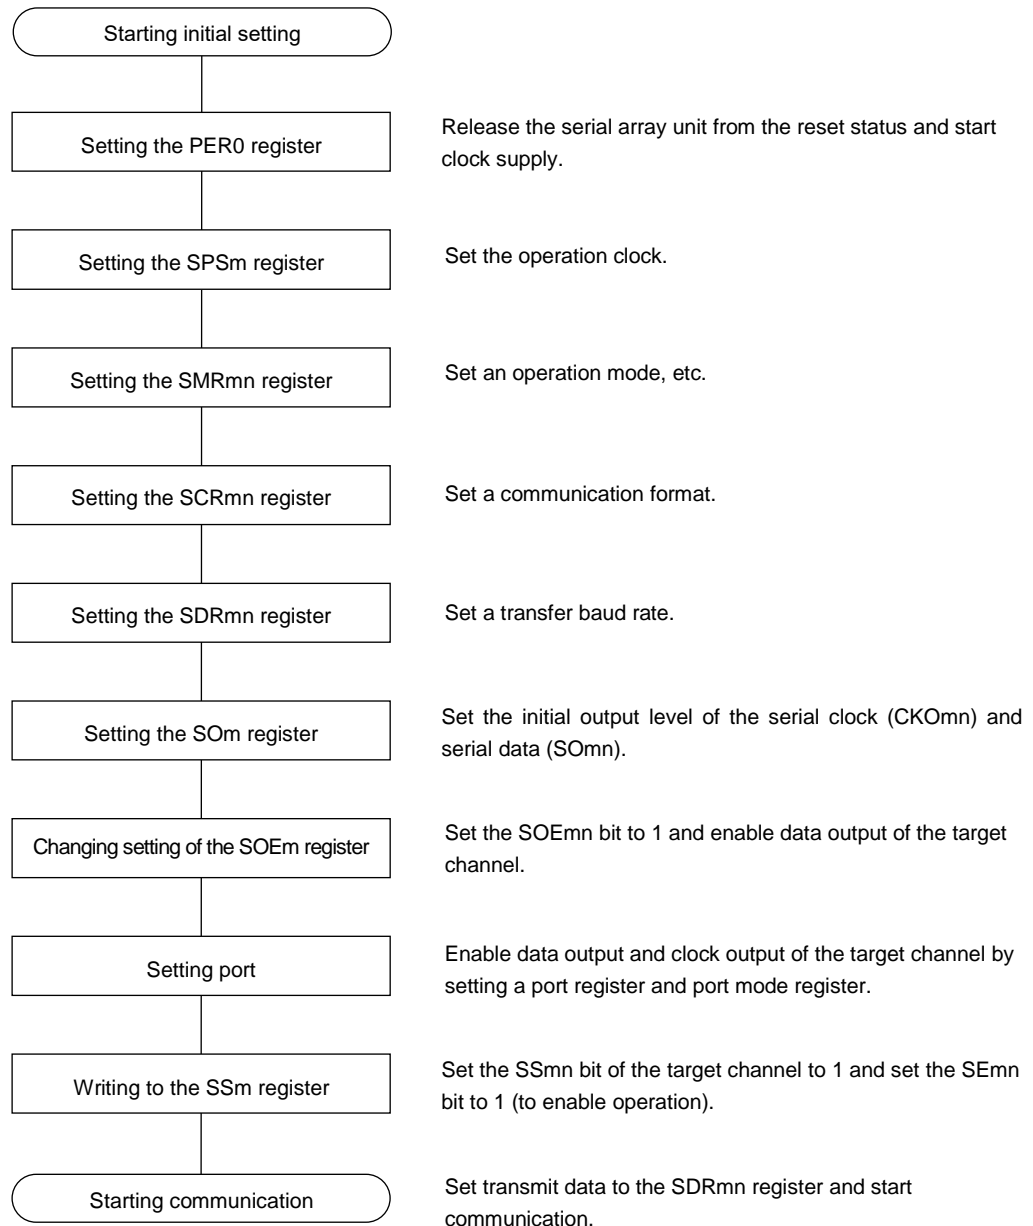 Starting initial setting
Setting the PER0 register
Release the serial array unit from the reset status and start
clock supply.
Setting the SPSm register
Set the operation clock.
Setting the SMRmn register
Set an operation mode, etc.
Setting the SCRmn register
Set a communication format.
Setting the SDRmn register
Set a transfer baud rate.
Setting the SOm register
Set the initial output level of the serial clock (CKOmn) and
serial data (SOmn).
Changing setting of the SOEm register
Set the SOEmn bit to 1 and enable data output of the target
channel.
Setting port
Enable data output and clock output of the target channel by
setting a port register and port mode register.
Writing to the SSm register
Set the SSmn bit of the target channel to 1 and set the SEmn
bit to 1 (to enable operation).
Starting communication
Set transmit data to the SDRmn register and start
communication.